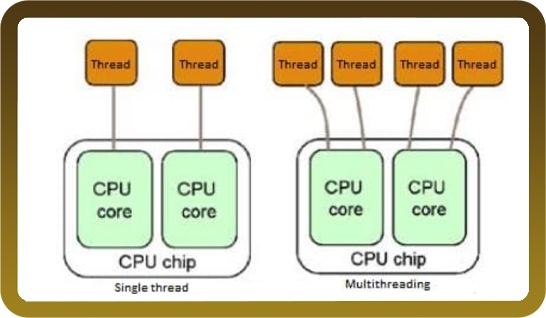 Thread
Thread
CPU
core
CPU
core
CPU chip
Single thread
Thread
Thread
Thread
Thread
CPU
core
CPU
core
CPU chip
Multithreading